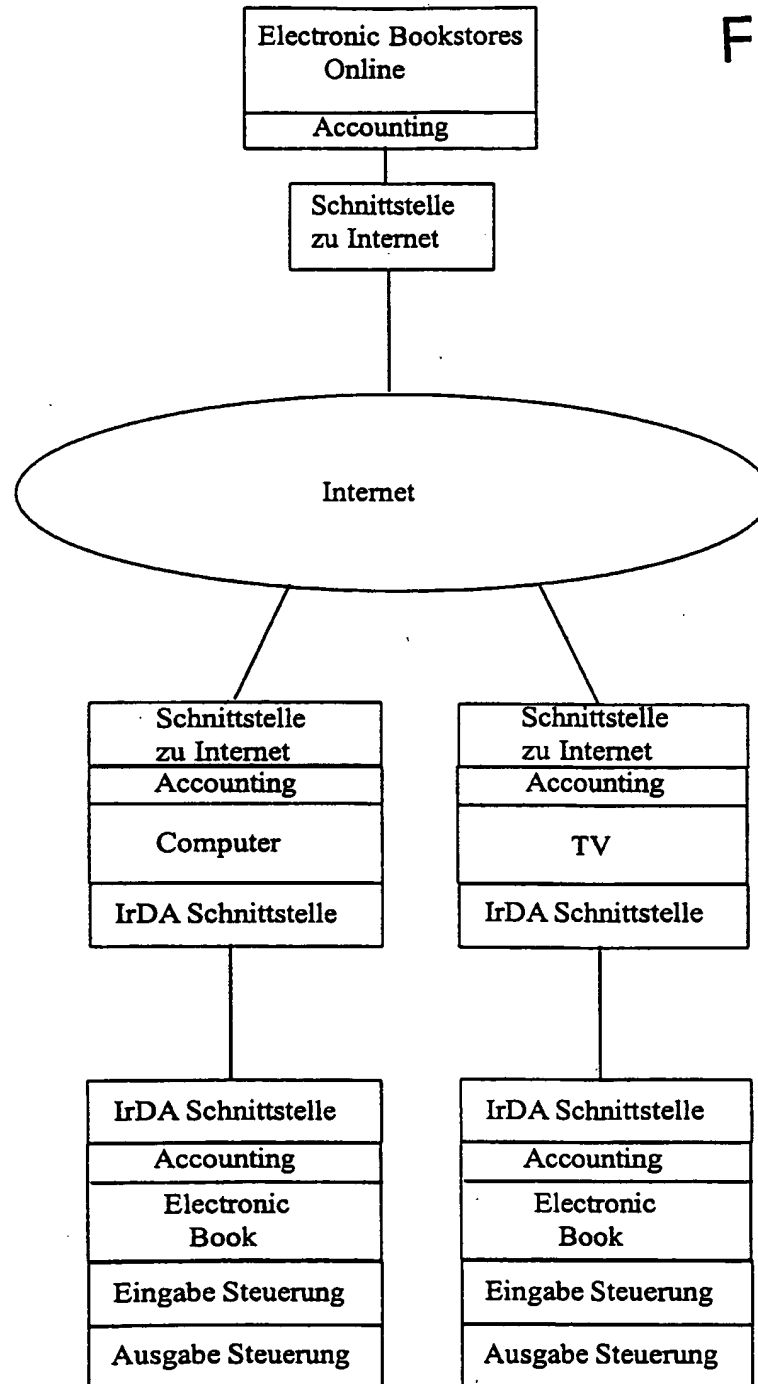 F
Electronic Bookstores
Online
Accounting
Schnittstelle
zu Internet
Internet
Schnittstelle
zu Internet
Accounting
Computer
IrDA Schnittstelle
Schnittstelle
zu Internet
Accounting
TV
IrDA Schnittstelle
IrDA Schnittstelle
Accounting
Electronic
Book
Eingabe Steuerung
Ausgabe Steuerung
IrDA Schnittstelle
Accounting
Electronic
Book
Eingabe Steuerung
Ausgabe Steuerung